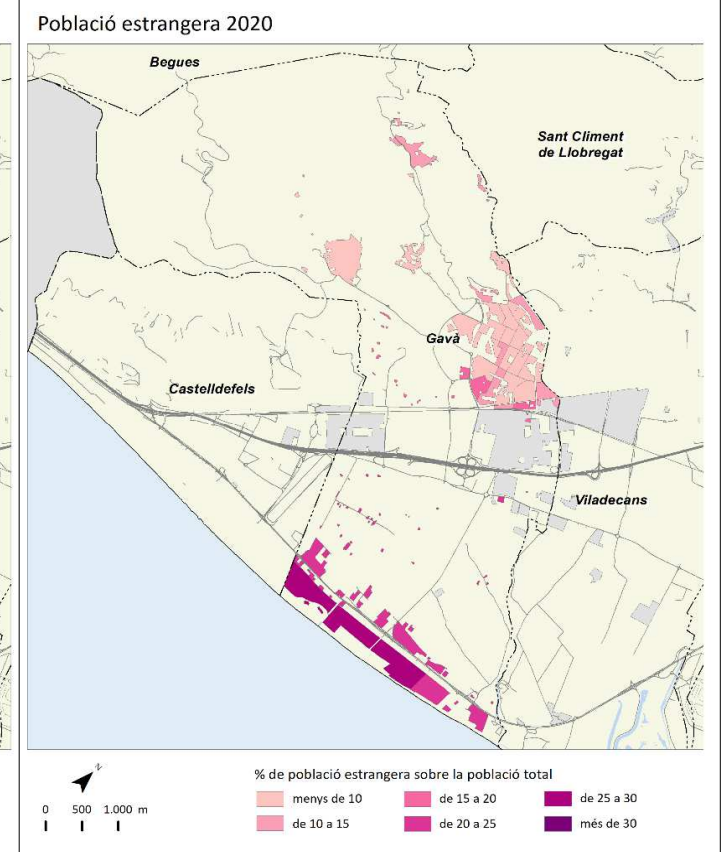 Població estrangera 2020
Begues
Sant Climent
de Llobregat
Gavà
Castelldefels
Viladecans
N
0 500 1.000 m
% de població estrangera sobre la població total
menys de 10
de 15 a 20
de 25 a 30
de 10 a 15
de 20 a 25
més de 30